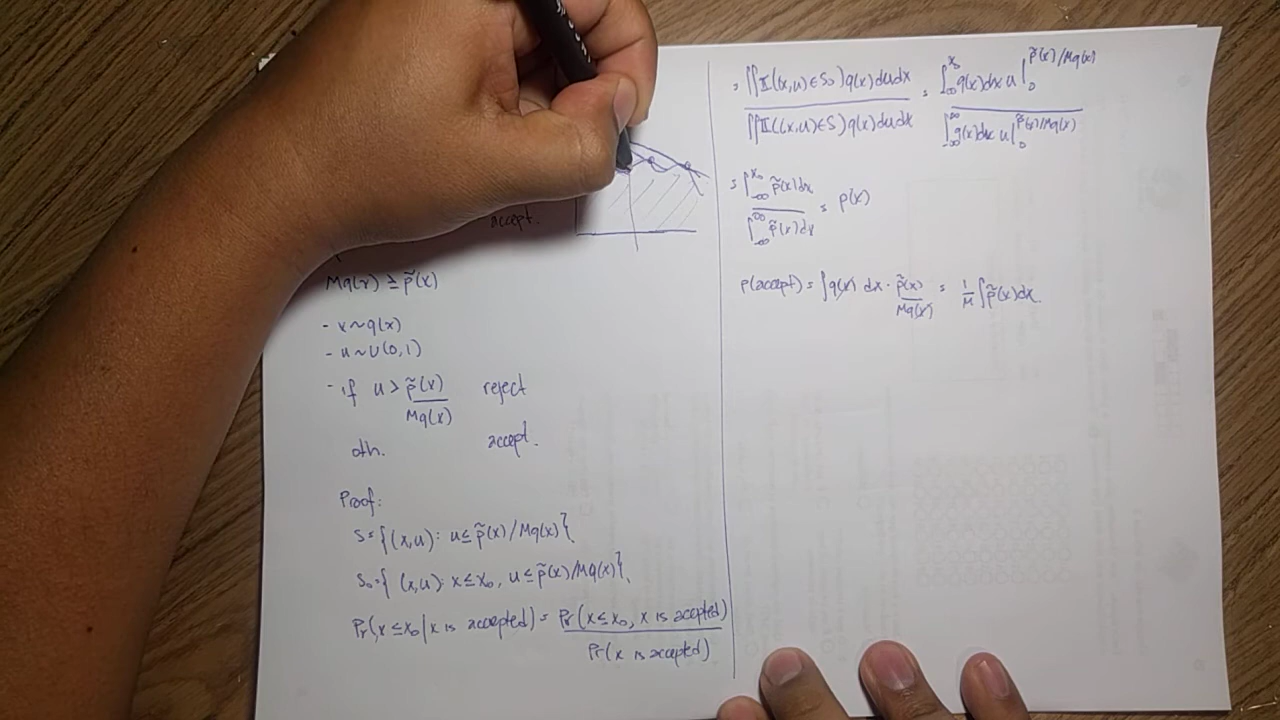 accept.
Mq(x) ≥ p̃(x)
- x ~ q(x)
- u ~ U(0,1)
- if u > p̃(x) / Mq(x) reject
oth. accept.
Proof:
S = {(x,u) : u ≤ p̃(x) / Mq(x)}
S₀ = {(x,u) : x ≤ x₀, u ≤ p̃(x)/Mq(x)}
Pr(x ≤ x₀ | x is accepted) = Pr(x ≤ x₀, x is accepted) / Pr(x is accepted)
= ∫∫ 𝕀((x,u) ∈ S₀) q(x) du dx / ∫∫ 𝕀((x,u) ∈ S) q(x) du dx = ∫_{-∞}^{x₀} q(x) dx u|_0^{p̃(x)/Mq(x)} / ∫_{-∞}^{∞} q(x) dx u|_0^{p̃(x)/Mq(x)}
= ∫_{-∞}^{x₀} p̃(x) dx / ∫_{-∞}^{∞} p̃(x) dx = p(x)
p(accept) = ∫ q(x) dx · p̃(x) / Mq(x) = 1/M ∫ p̃(x) dx.